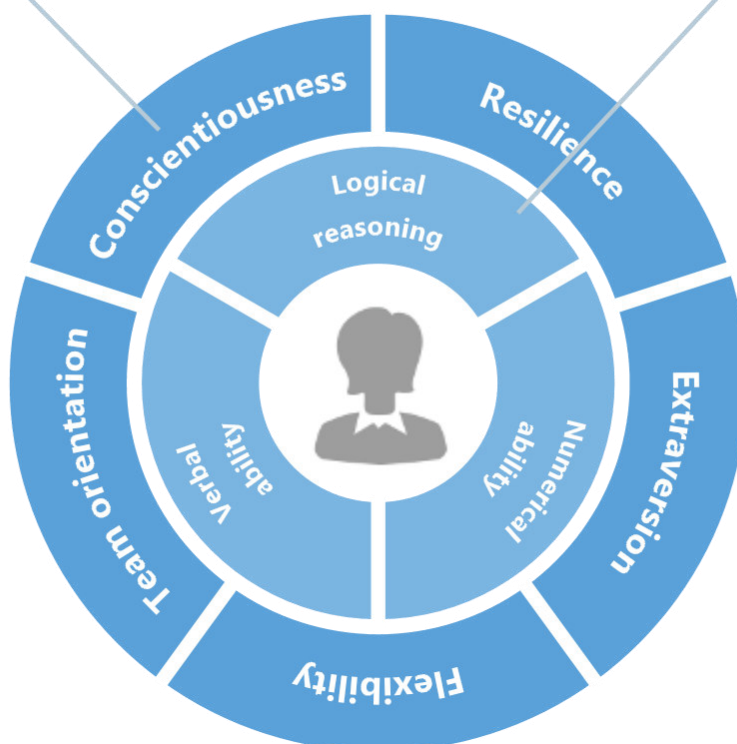 Conscientiousness
Resilience
Logical
reasoning
Team orientation
Verbal
ability
Numerical
ability
Extraversion
Flexibility